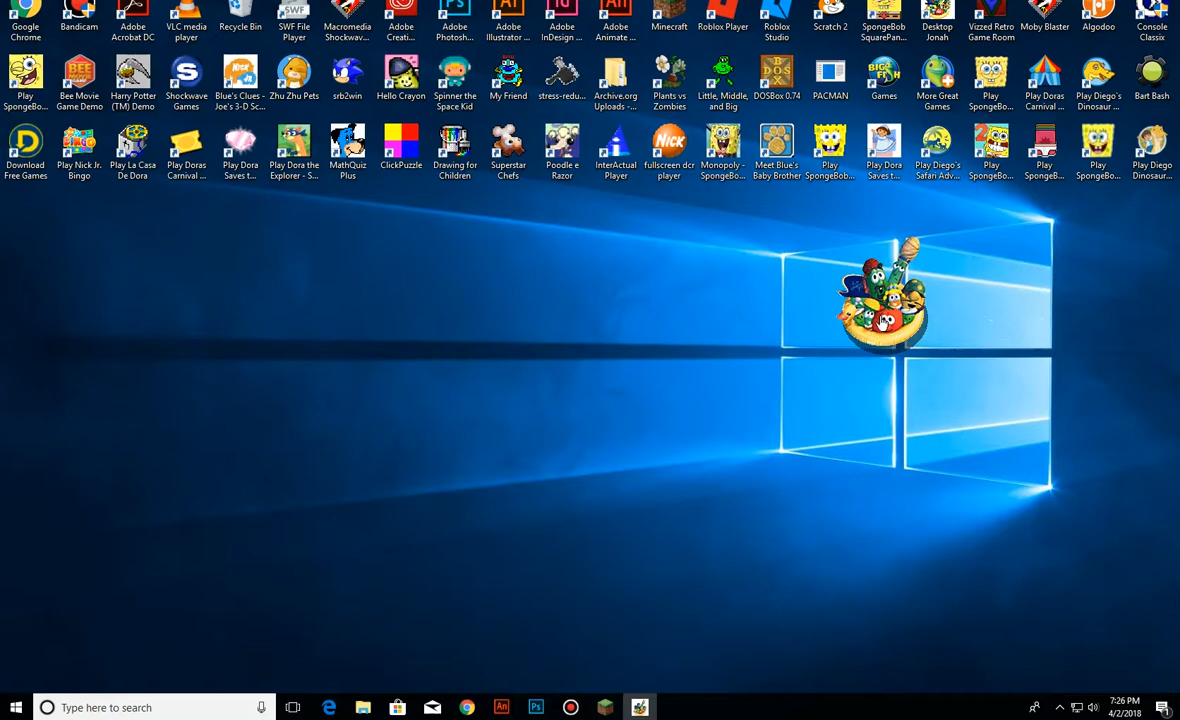 Google Chrome
Bandicam
Adobe Acrobat DC
VLC media player
Recycle Bin
SWF File Player
Macromedia Shockwav...
Adobe Creati...
Adobe Photosh...
Adobe Illustrator ...
Adobe InDesign ...
Adobe Animate ...
Minecraft
Roblox Player
Roblox Studio
Scratch 2
SpongeBob SquarePan...
Desktop Jonah
Vizzed Retro Game Room
Moby Blaster
Algodoo
Console Classix
Play SpongeBo...
Bee Movie Game Demo
Harry Potter (TM) Demo
Shockwave Games
Blue's Clues - Joe's 3-D Sc...
Zhu Zhu Pets
srb2win
Hello Crayon
Spinner the Space Kid
My Friend
stress-redu...
Archive.org Uploads -...
Plants vs Zombies
Little, Middle, and Big
DOSBox 0.74
PACMAN
Games
More Great Games
Play SpongeBo...
Play Doras Carnival ...
Play Diego's Dinosaur ...
Bart Bash
Download Free Games
Play Nick Jr. Bingo
Play La Casa De Dora
Play Doras Carnival ...
Play Dora Saves t...
Play Dora the Explorer - S...
MathQuiz Plus
ClickPuzzle
Drawing for Children
Superstar Chefs
Poodle e Razor
InterActual Player
fullscreen dcr player
Monopoly - SpongeBo...
Meet Blue's Baby Brother
Play SpongeBob...
Play Dora Saves t...
Play Diego's Safari Adv...
Play SpongeBo...
Play SpongeB...
Play SpongeBo...
Play Diego Dinosaur...
Type here to search
7:26 PM
4/2/2018